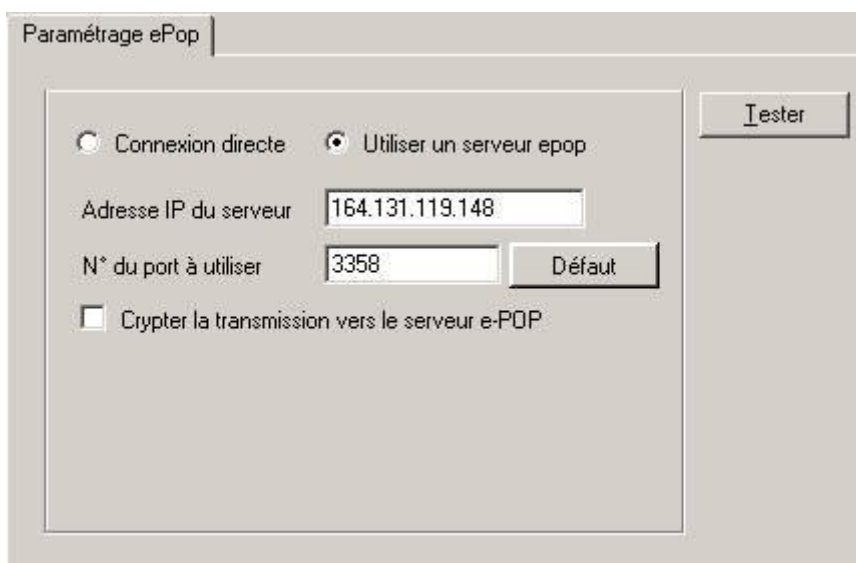 Paramétrage ePop
Tester
Connexion directe
Utiliser un serveur epop
Adresse IP du serveur 164.131.119.148
N° du port à utiliser 3358 Défaut
Crypter la transmission vers le serveur e-POP